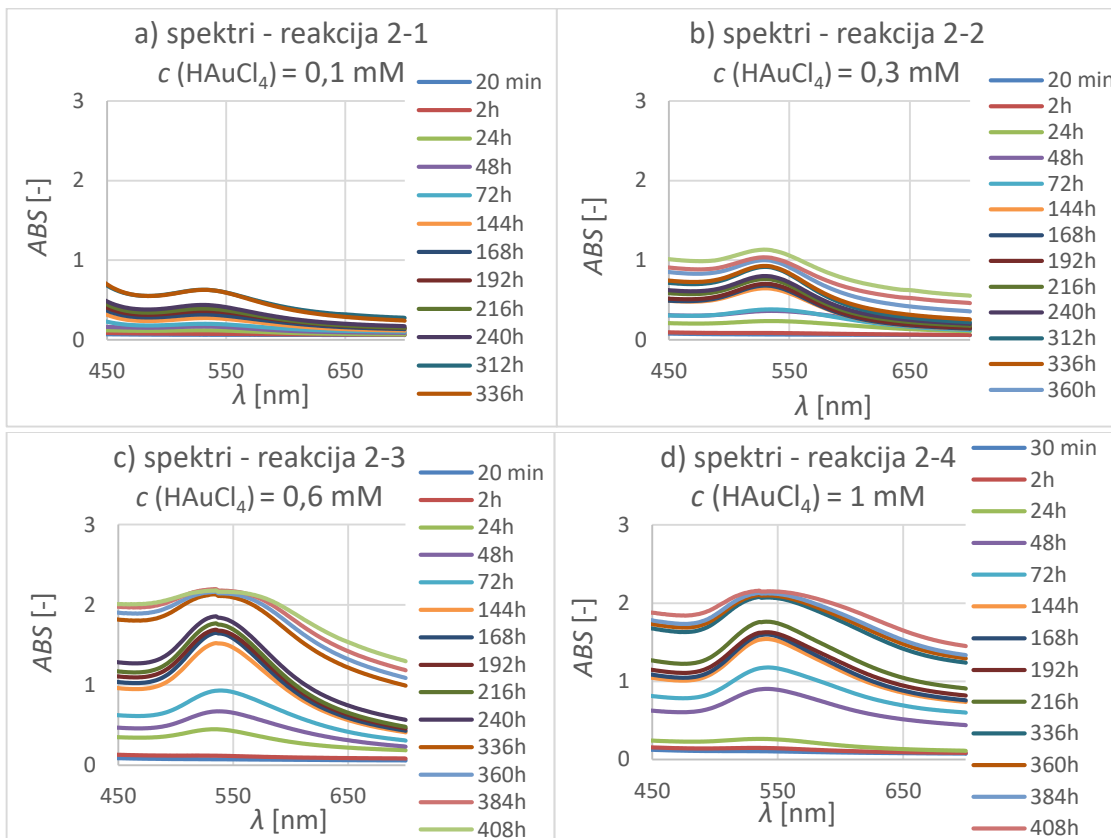 a) spektri - reakcija 2-1
c (HAuCl₄) = 0,1 mM
ABS [-]
3
2
1
0
450
550
650
λ [nm]
20 min
2h
24h
48h
72h
144h
168h
192h
216h
240h
312h
336h
b) spektri - reakcija 2-2
c (HAuCl₄) = 0,3 mM
ABS [-]
3
2
1
0
450
550
650
λ [nm]
20 min
2h
24h
48h
72h
144h
168h
192h
216h
240h
312h
336h
360h
c) spektri - reakcija 2-3
c (HAuCl₄) = 0,6 mM
ABS [-]
3
2
1
0
450
550
650
λ [nm]
20 min
2h
24h
48h
72h
144h
168h
192h
216h
240h
336h
360h
384h
408h
d) spektri - reakcija 2-4
c (HAuCl₄) = 1 mM
ABS [-]
3
2
1
0
450
550
650
λ [nm]
30 min
2h
24h
48h
72h
144h
168h
192h
216h
336h
360h
384h
408h